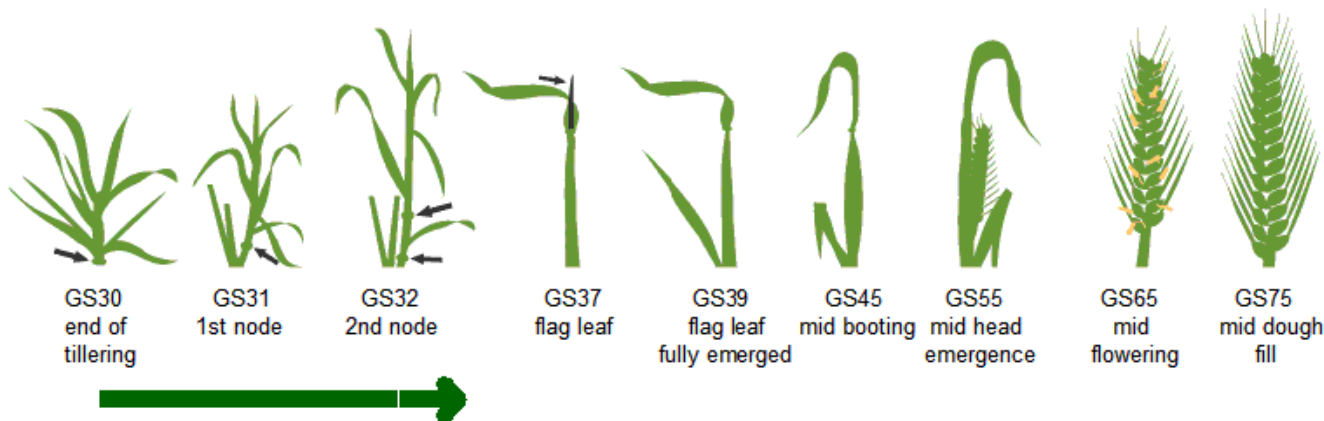 GS30
end of
tillering
GS31
1st node
GS32
2nd node
GS37
flag leaf
GS39
flag leaf
fully emerged
GS45
mid booting
GS55
mid head
emergence
GS65
mid
flowering
GS75
mid dough
fill